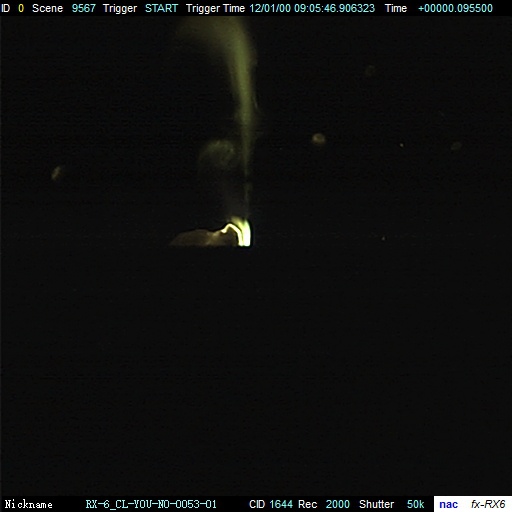 ID 0 Scene 9567 Trigger START Trigger Time 12/01/00 09:05:46.906323 Time +00000.095500
Nickname RX-6_CL-YOU-NO-0053-01 CID 1644 Rec 2000 Shutter 50k nac fx-RX6